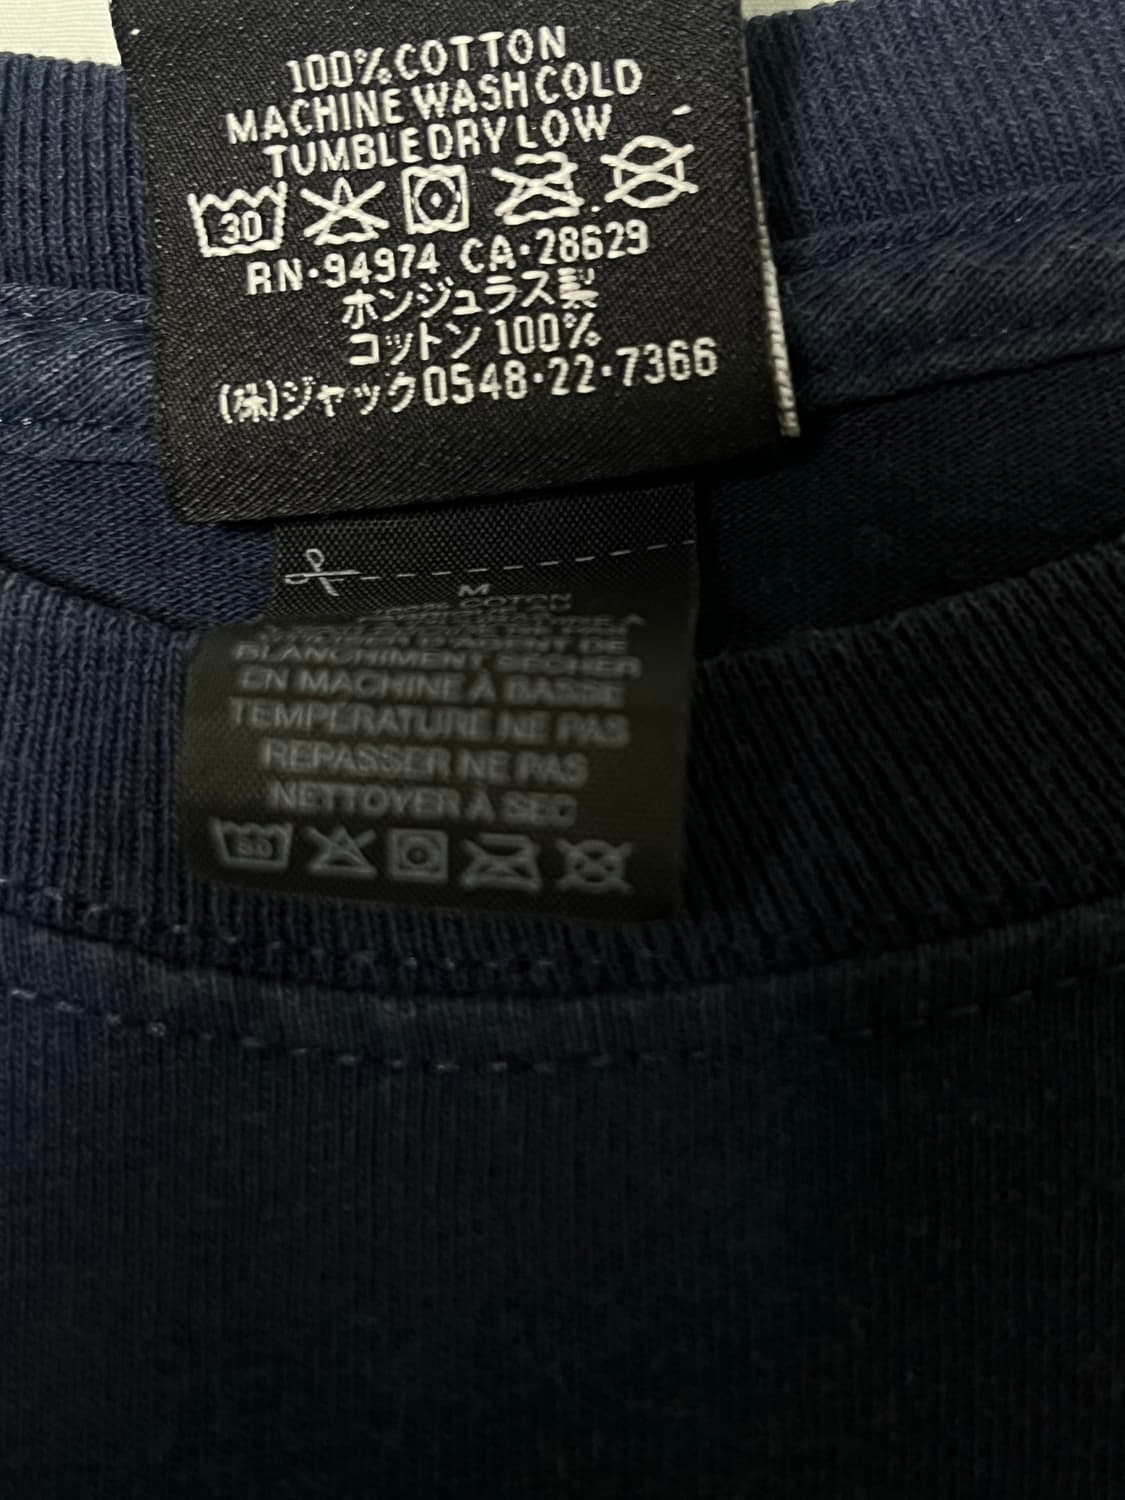 100% COTTON
MACHINE WASH COLD
TUMBLE DRY LOW
30
RN·94974 CA·28629
ホンジュラス製
コットン 100%
(株)ジャック0548·22·7366
M
BLANCHIMENT SÉCHER
EN MACHINE À BASSE
TEMPÉRATURE NE PAS
REPASSER NE PAS
NETTOYER À SEC
30